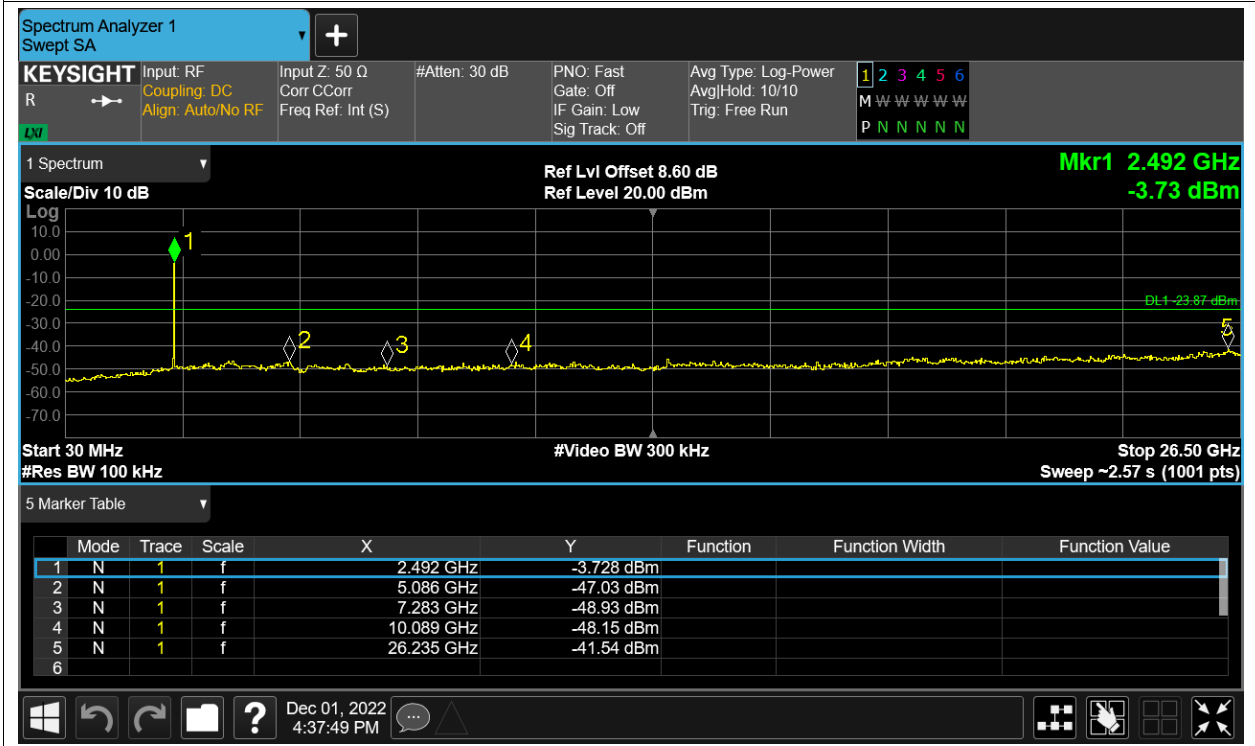 Spectrum Analyzer 1
Swept SA
+
KEYSIGHT
R
LXI
Input: RF
Coupling: DC
Align: Auto/No RF
Input Z: 50 Ω
Corr CCorr
Freq Ref: Int (S)
#Atten: 30 dB
PNO: Fast
Gate: Off
IF Gain: Low
Sig Track: Off
Avg Type: Log-Power
Avg|Hold: 10/10
Trig: Free Run
1 2 3 4 5 6
M W W W W W
P N N N N N
1 Spectrum
Scale/Div 10 dB
Ref Lvl Offset 8.60 dB
Ref Level 20.00 dBm
Mkr1 2.492 GHz
-3.73 dBm
Log
10.0
0.00
-10.0
-20.0
-30.0
-40.0
-50.0
-60.0
-70.0
1
2
3
4
5
DL1 -23.87 dBm
Start 30 MHz
#Res BW 100 kHz
#Video BW 300 kHz
Stop 26.50 GHz
Sweep ~2.57 s (1001 pts)
5 Marker Table
Mode Trace Scale X Y Function Function Width Function Value
1 N 1 f 2.492 GHz -3.728 dBm
2 N 1 f 5.086 GHz -47.03 dBm
3 N 1 f 7.283 GHz -48.93 dBm
4 N 1 f 10.089 GHz -48.15 dBm
5 N 1 f 26.235 GHz -41.54 dBm
6
?
Dec 01, 2022
4:37:49 PM